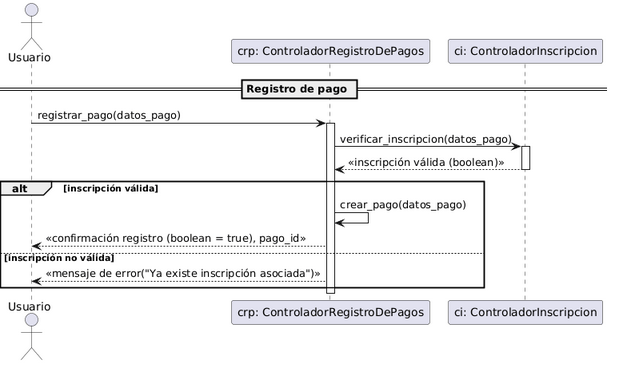 Usuario
crp: ControladorRegistroDePagos
ci: ControladorInscripcion
Registro de pago
registrar_pago(datos_pago)
verificar_inscripcion(datos_pago)
«inscripción válida (boolean)»
alt [inscripción válida]
crear_pago(datos_pago)
«confirmación registro (boolean = true), pago_id»
[inscripción no válida]
«mensaje de error("Ya existe inscripción asociada")»
Usuario
crp: ControladorRegistroDePagos
ci: ControladorInscripcion